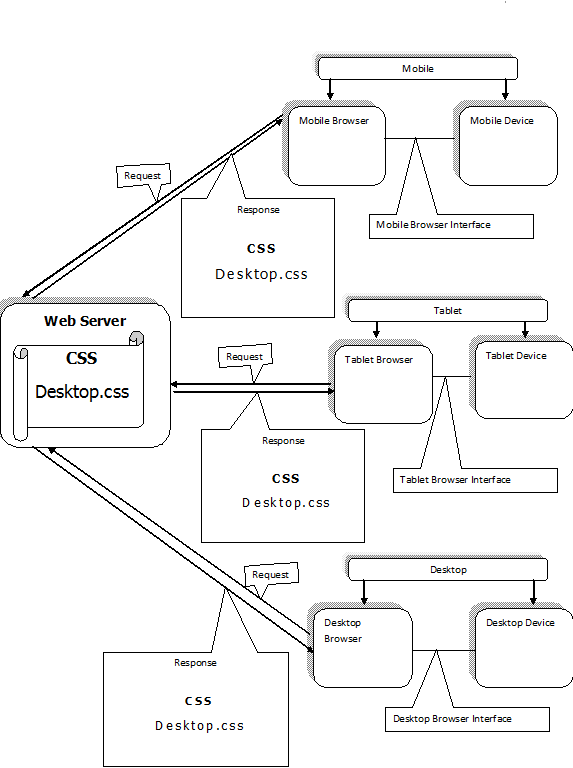 Mobile
Mobile Browser
Mobile Device
Request
Response
CSS
Desktop.css
Mobile Browser Interface
Web Server
CSS
Desktop.css
Tablet
Tablet Browser
Tablet Device
Request
Response
CSS
Desktop.css
Tablet Browser Interface
Desktop
Desktop
Browser
Desktop Device
Request
Response
CSS
Desktop.css
Desktop Browser Interface